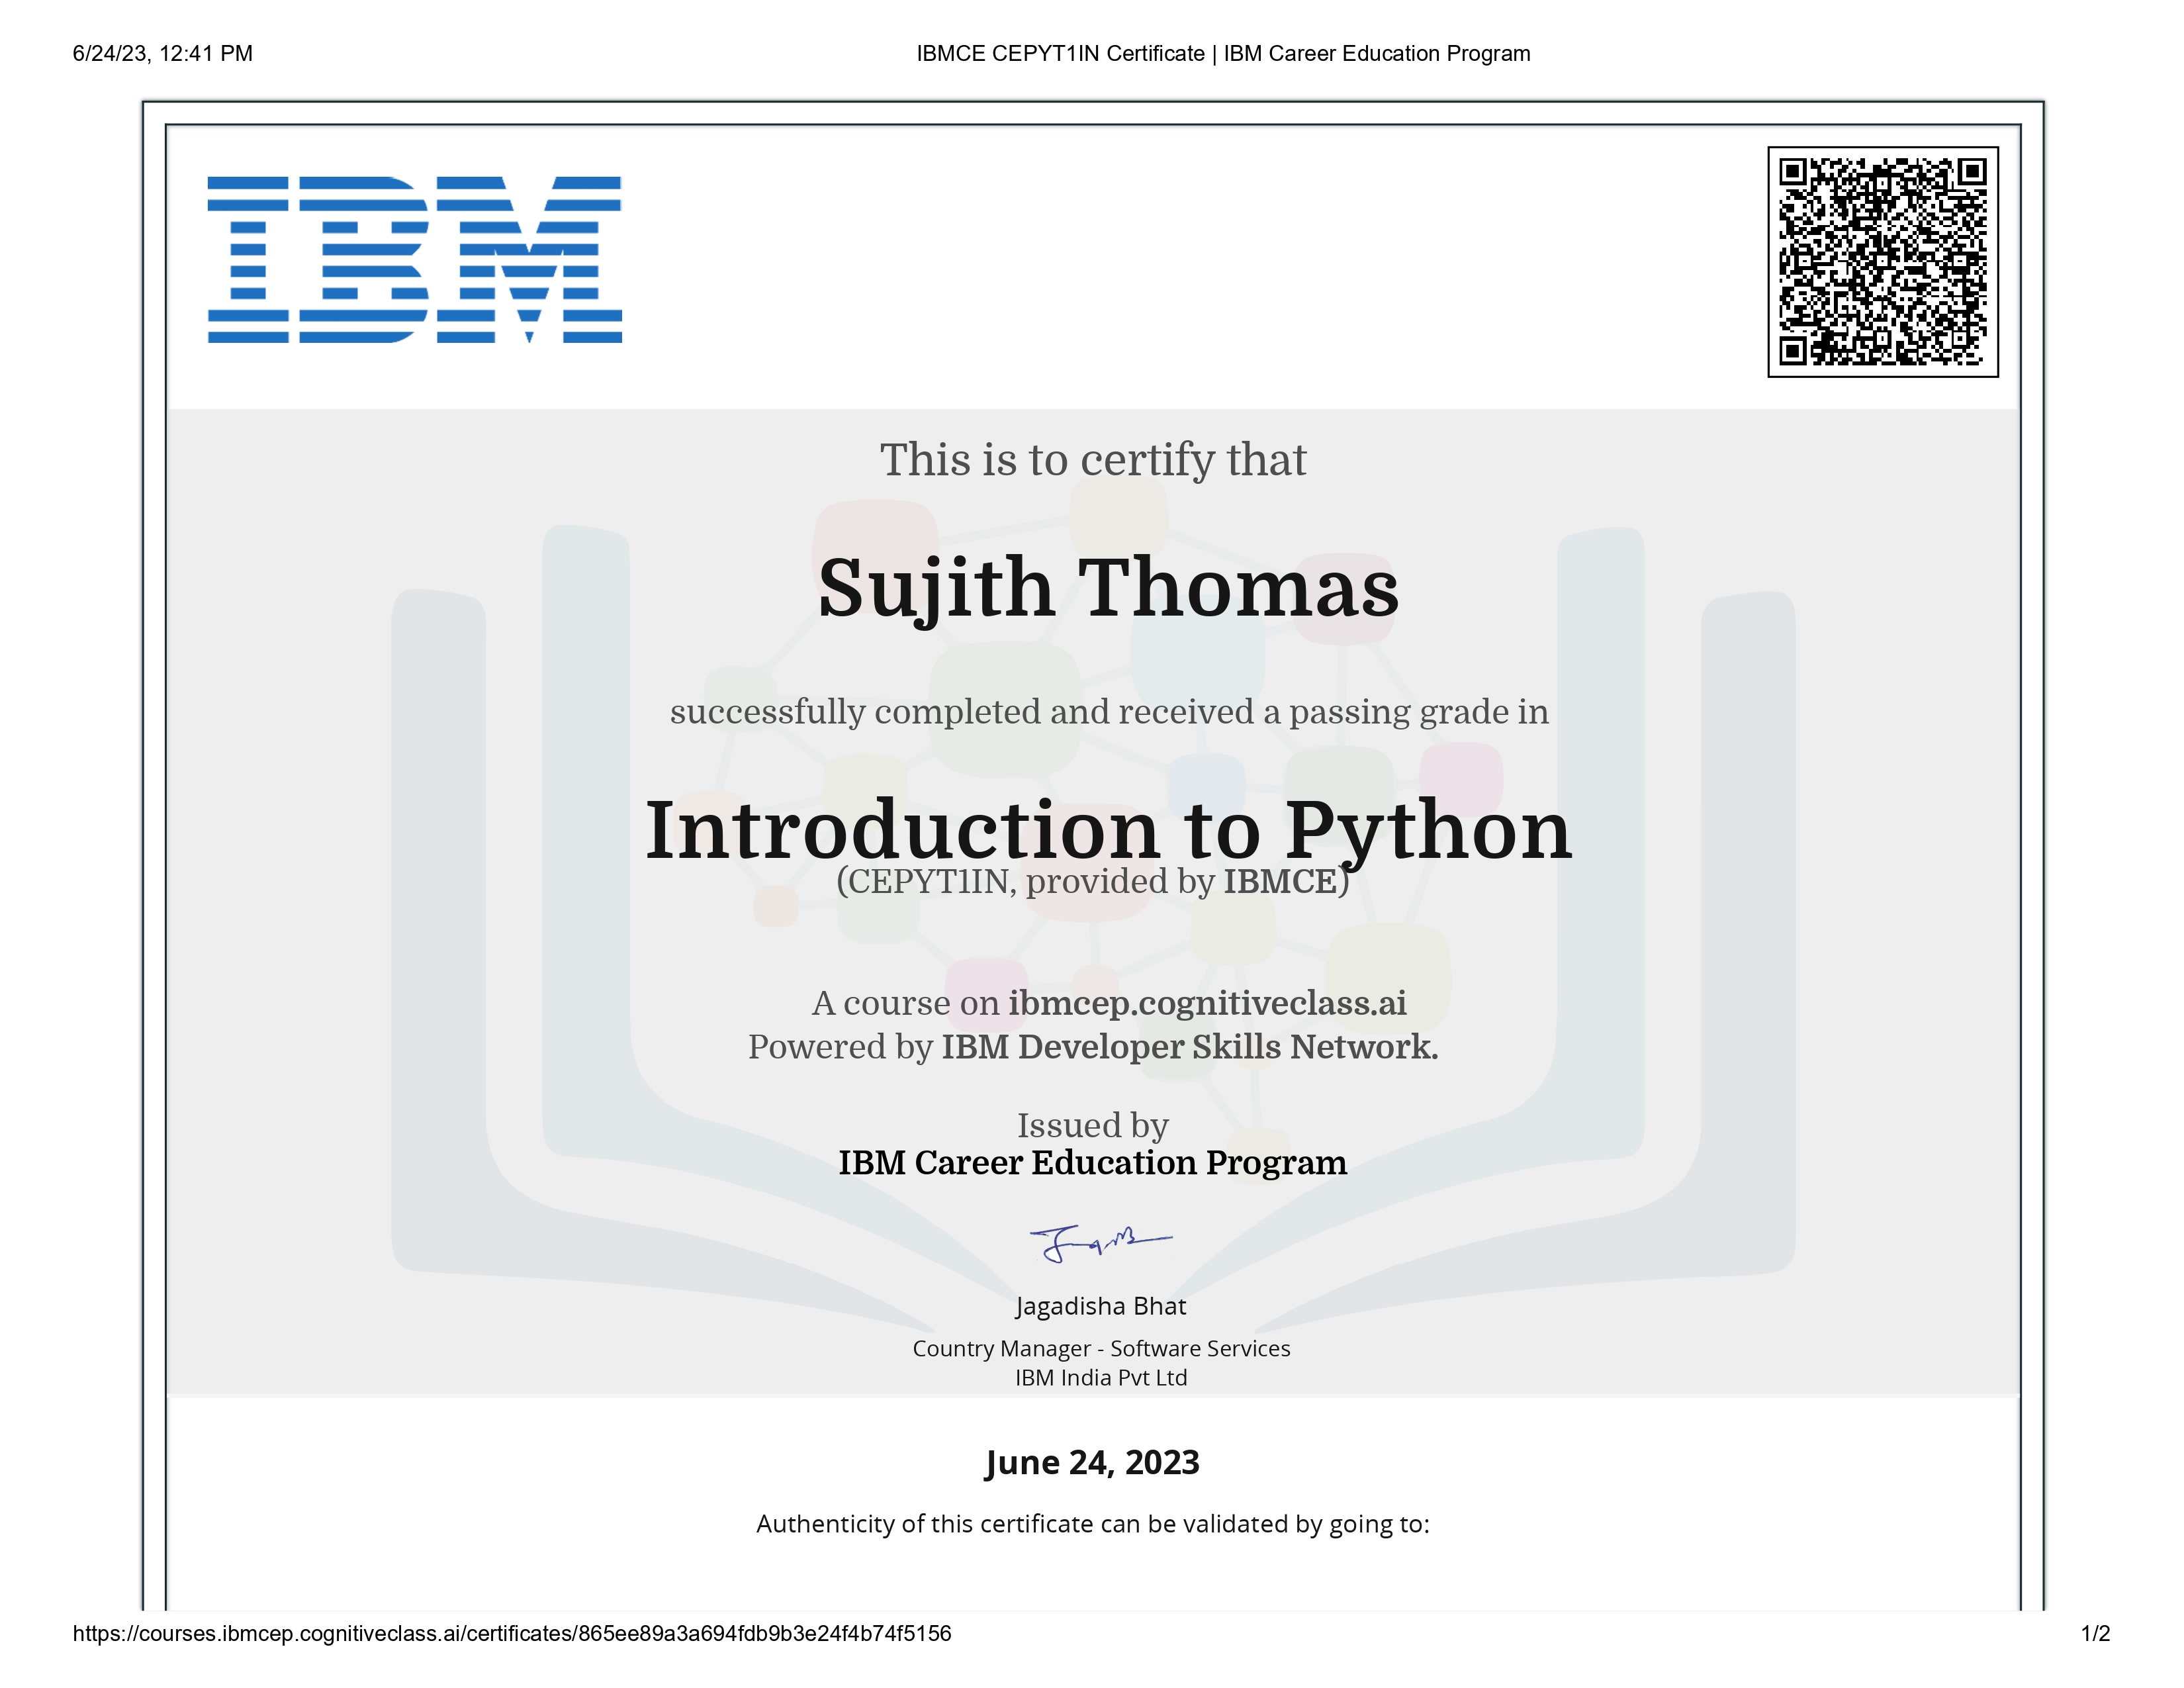 6/24/23, 12:41 PM
IBMCE CEPYT1IN Certificate | IBM Career Education Program
IBM
This is to certify that
Sujith Thomas
successfully completed and received a passing grade in
Introduction to Python
(CEPYT1IN, provided by IBMCE)
A course on ibmcep.cognitiveclass.ai
Powered by IBM Developer Skills Network.
Issued by
IBM Career Education Program
Jagadisha Bhat
Country Manager - Software Services
IBM India Pvt Ltd
June 24, 2023
Authenticity of this certificate can be validated by going to:
https://courses.ibmcep.cognitiveclass.ai/certificates/865ee89a3a694fdb9b3e24f4b74f5156
1/2